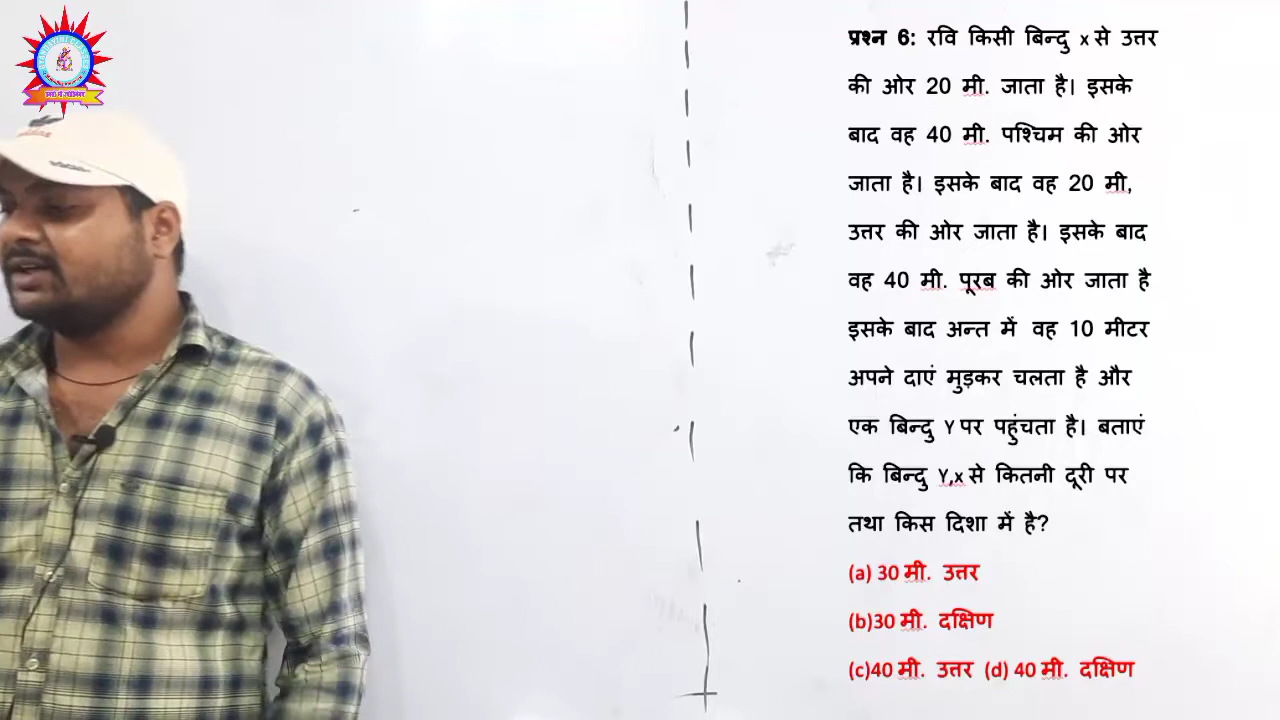 प्रश्न 6: रवि किसी बिन्दु x से उत्तर
की ओर 20 मी. जाता है। इसके
बाद वह 40 मी. पश्चिम की ओर
जाता है। इसके बाद वह 20 मी,
उत्तर की ओर जाता है। इसके बाद
वह 40 मी. पूरब की ओर जाता है
इसके बाद अन्त में वह 10 मीटर
अपने दाएं मुड़कर चलता है और
एक बिन्दु Y पर पहुंचता है। बताएं
कि बिन्दु Y,x से कितनी दूरी पर
तथा किस दिशा में है?
(a) 30 मी. उत्तर
(b)30 मी. दक्षिण
(c)40 मी. उत्तर (d) 40 मी. दक्षिण